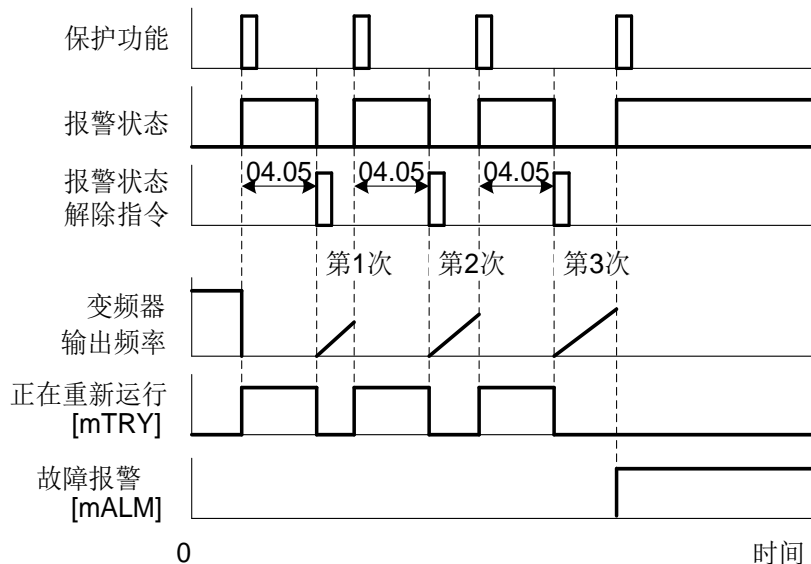 保护功能
报警状态
报警状态
解除指令
04.05 04.05 04.05
第1次 第2次 第3次
变频器
输出频率
正在重新运行
[mTRY]
故障报警
[mALM]
0 时间